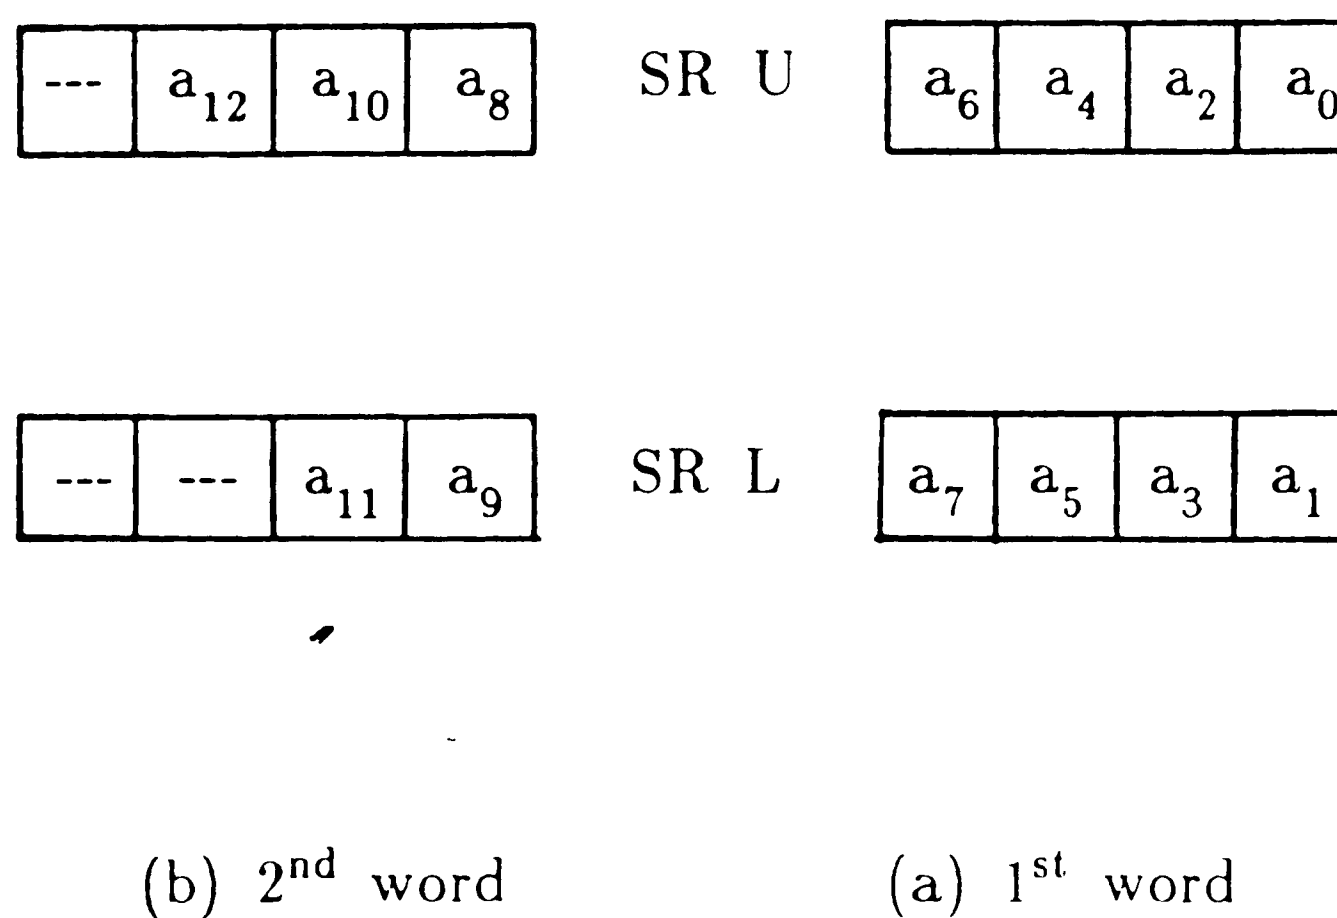 --- a₁₂ a₁₀ a₈ SR U a₆ a₄ a₂ a₀
--- --- a₁₁ a₉ SR L a₇ a₅ a₃ a₁
(b) 2ⁿᵈ word (a) 1ˢᵗ word